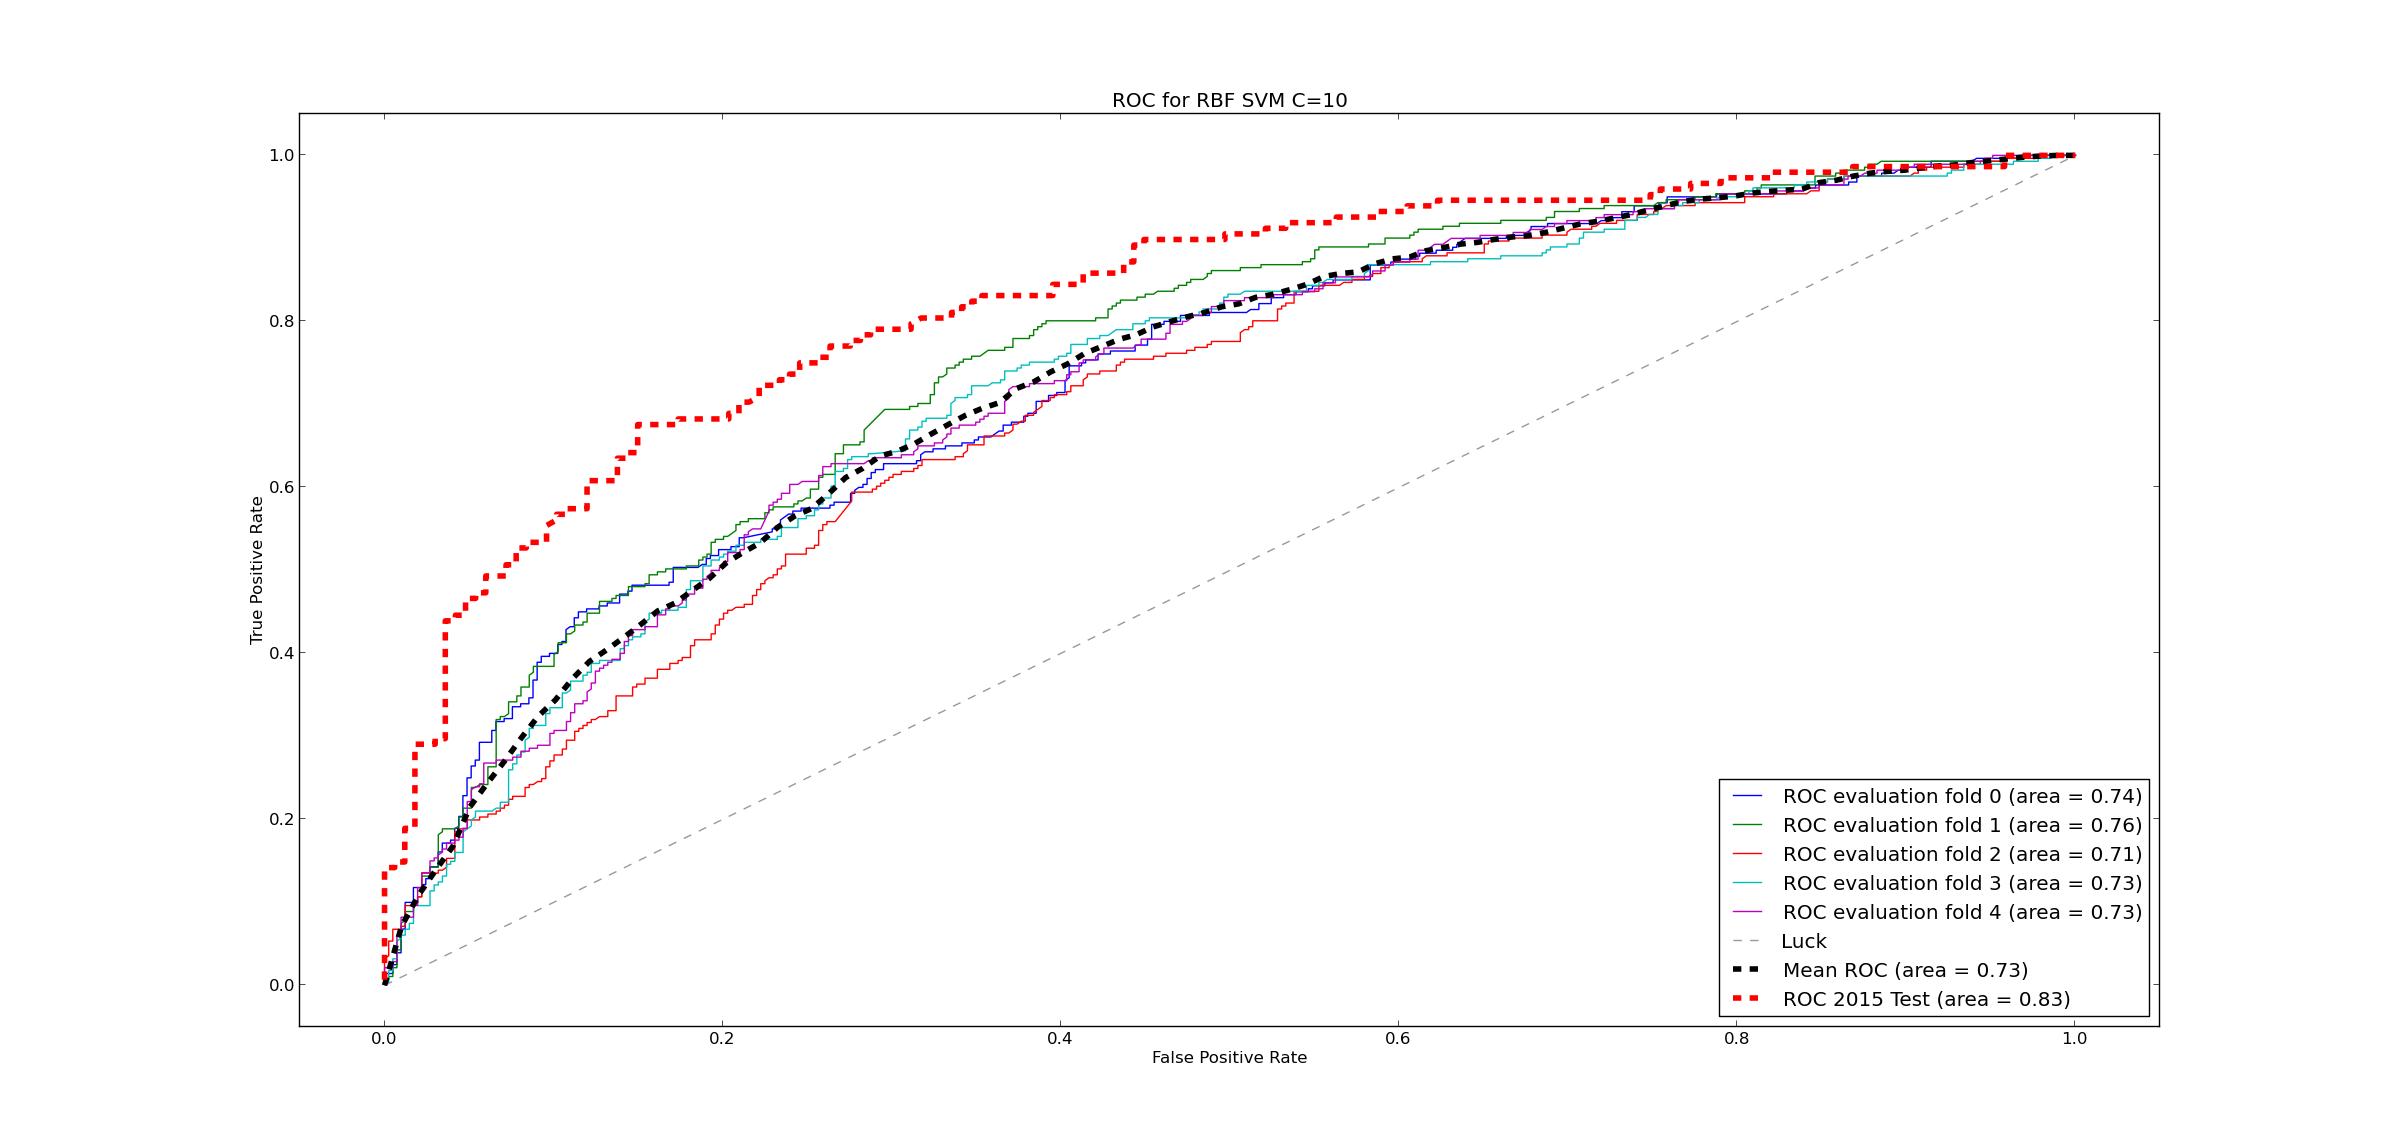 ROC for RBF SVM C=10
1.0
0.8
0.6
0.4
0.2
0.0
True Positive Rate
0.0 0.2 0.4 0.6 0.8 1.0
False Positive Rate
ROC evaluation fold 0 (area = 0.74)
ROC evaluation fold 1 (area = 0.76)
ROC evaluation fold 2 (area = 0.71)
ROC evaluation fold 3 (area = 0.73)
ROC evaluation fold 4 (area = 0.73)
Luck
Mean ROC (area = 0.73)
ROC 2015 Test (area = 0.83)